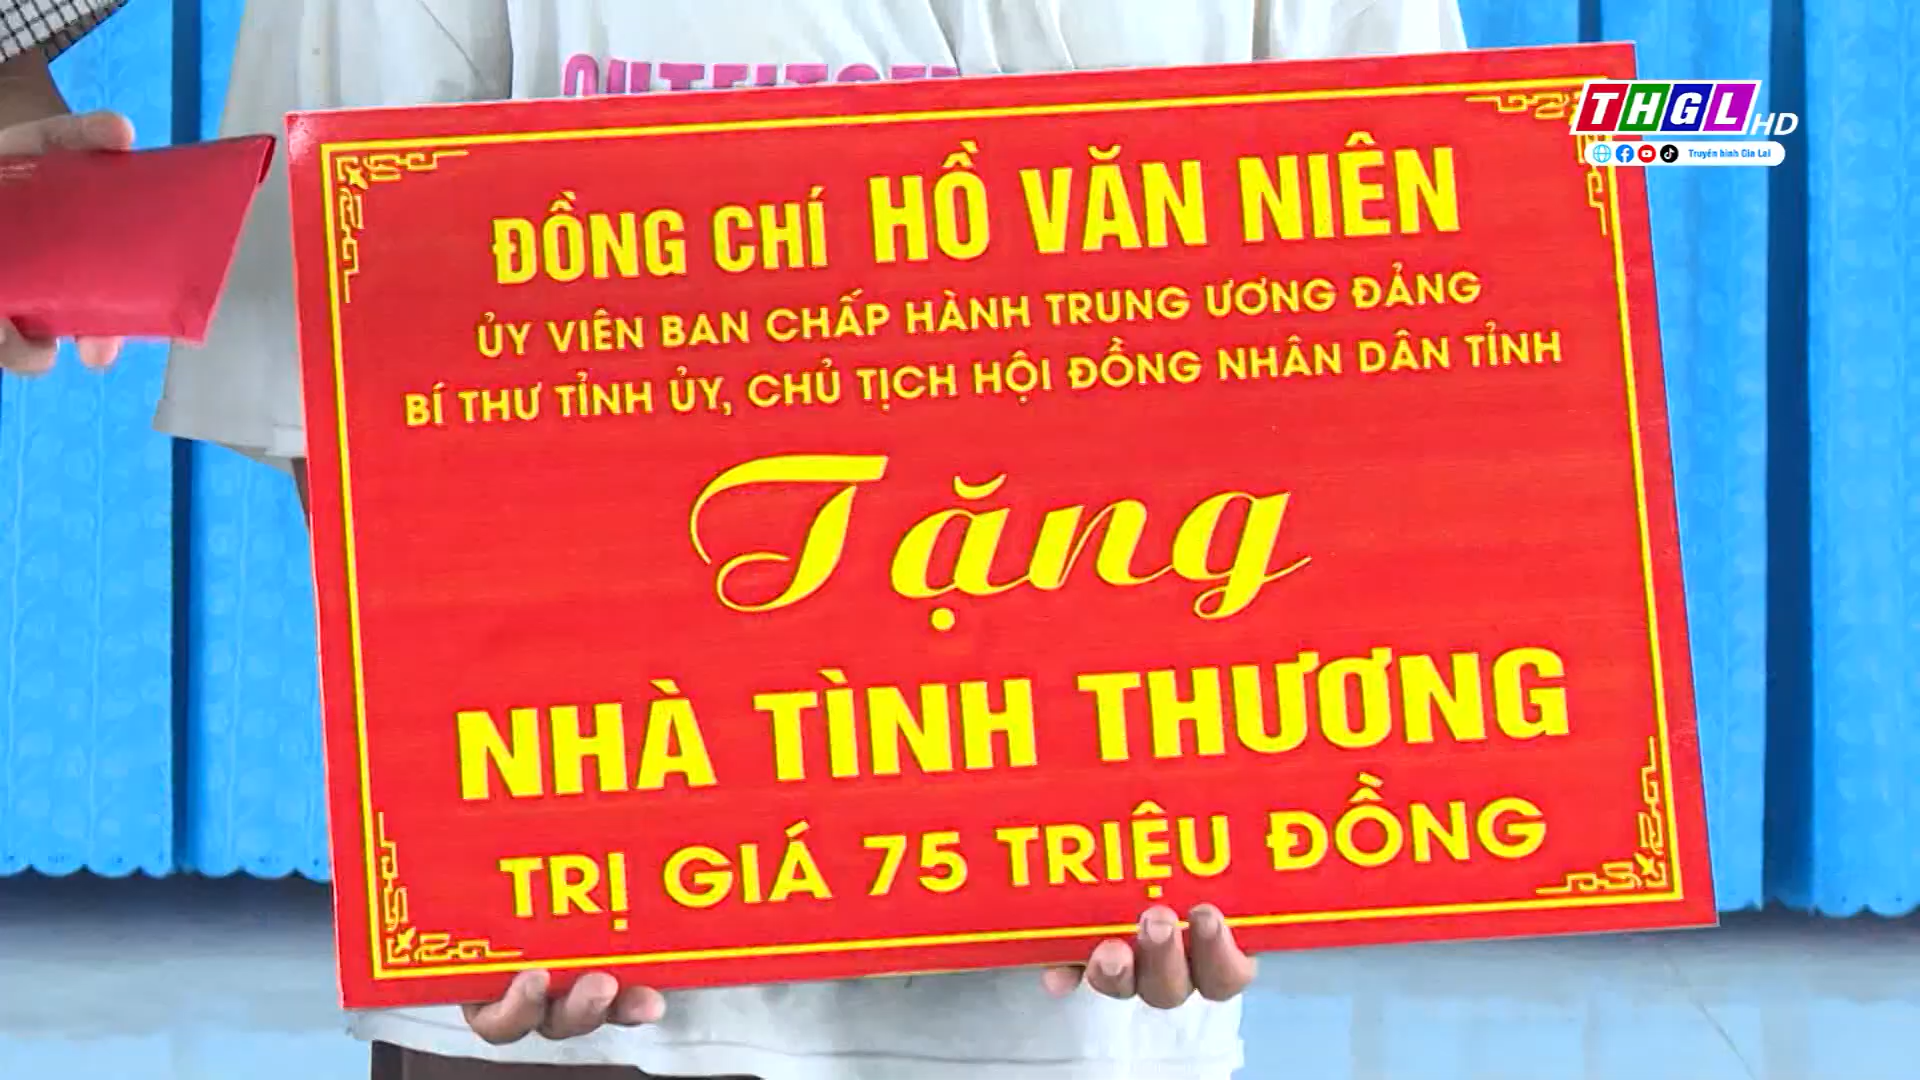 THGL HD
Truyền hình Gia Lai
ĐỒNG CHÍ HỒ VĂN NIÊN
ỦY VIÊN BAN CHẤP HÀNH TRUNG ƯƠNG ĐẢNG
BÍ THƯ TỈNH ỦY, CHỦ TỊCH HỘI ĐỒNG NHÂN DÂN TỈNH
Tặng
NHÀ TÌNH THƯƠNG
TRỊ GIÁ 75 TRIỆU ĐỒNG